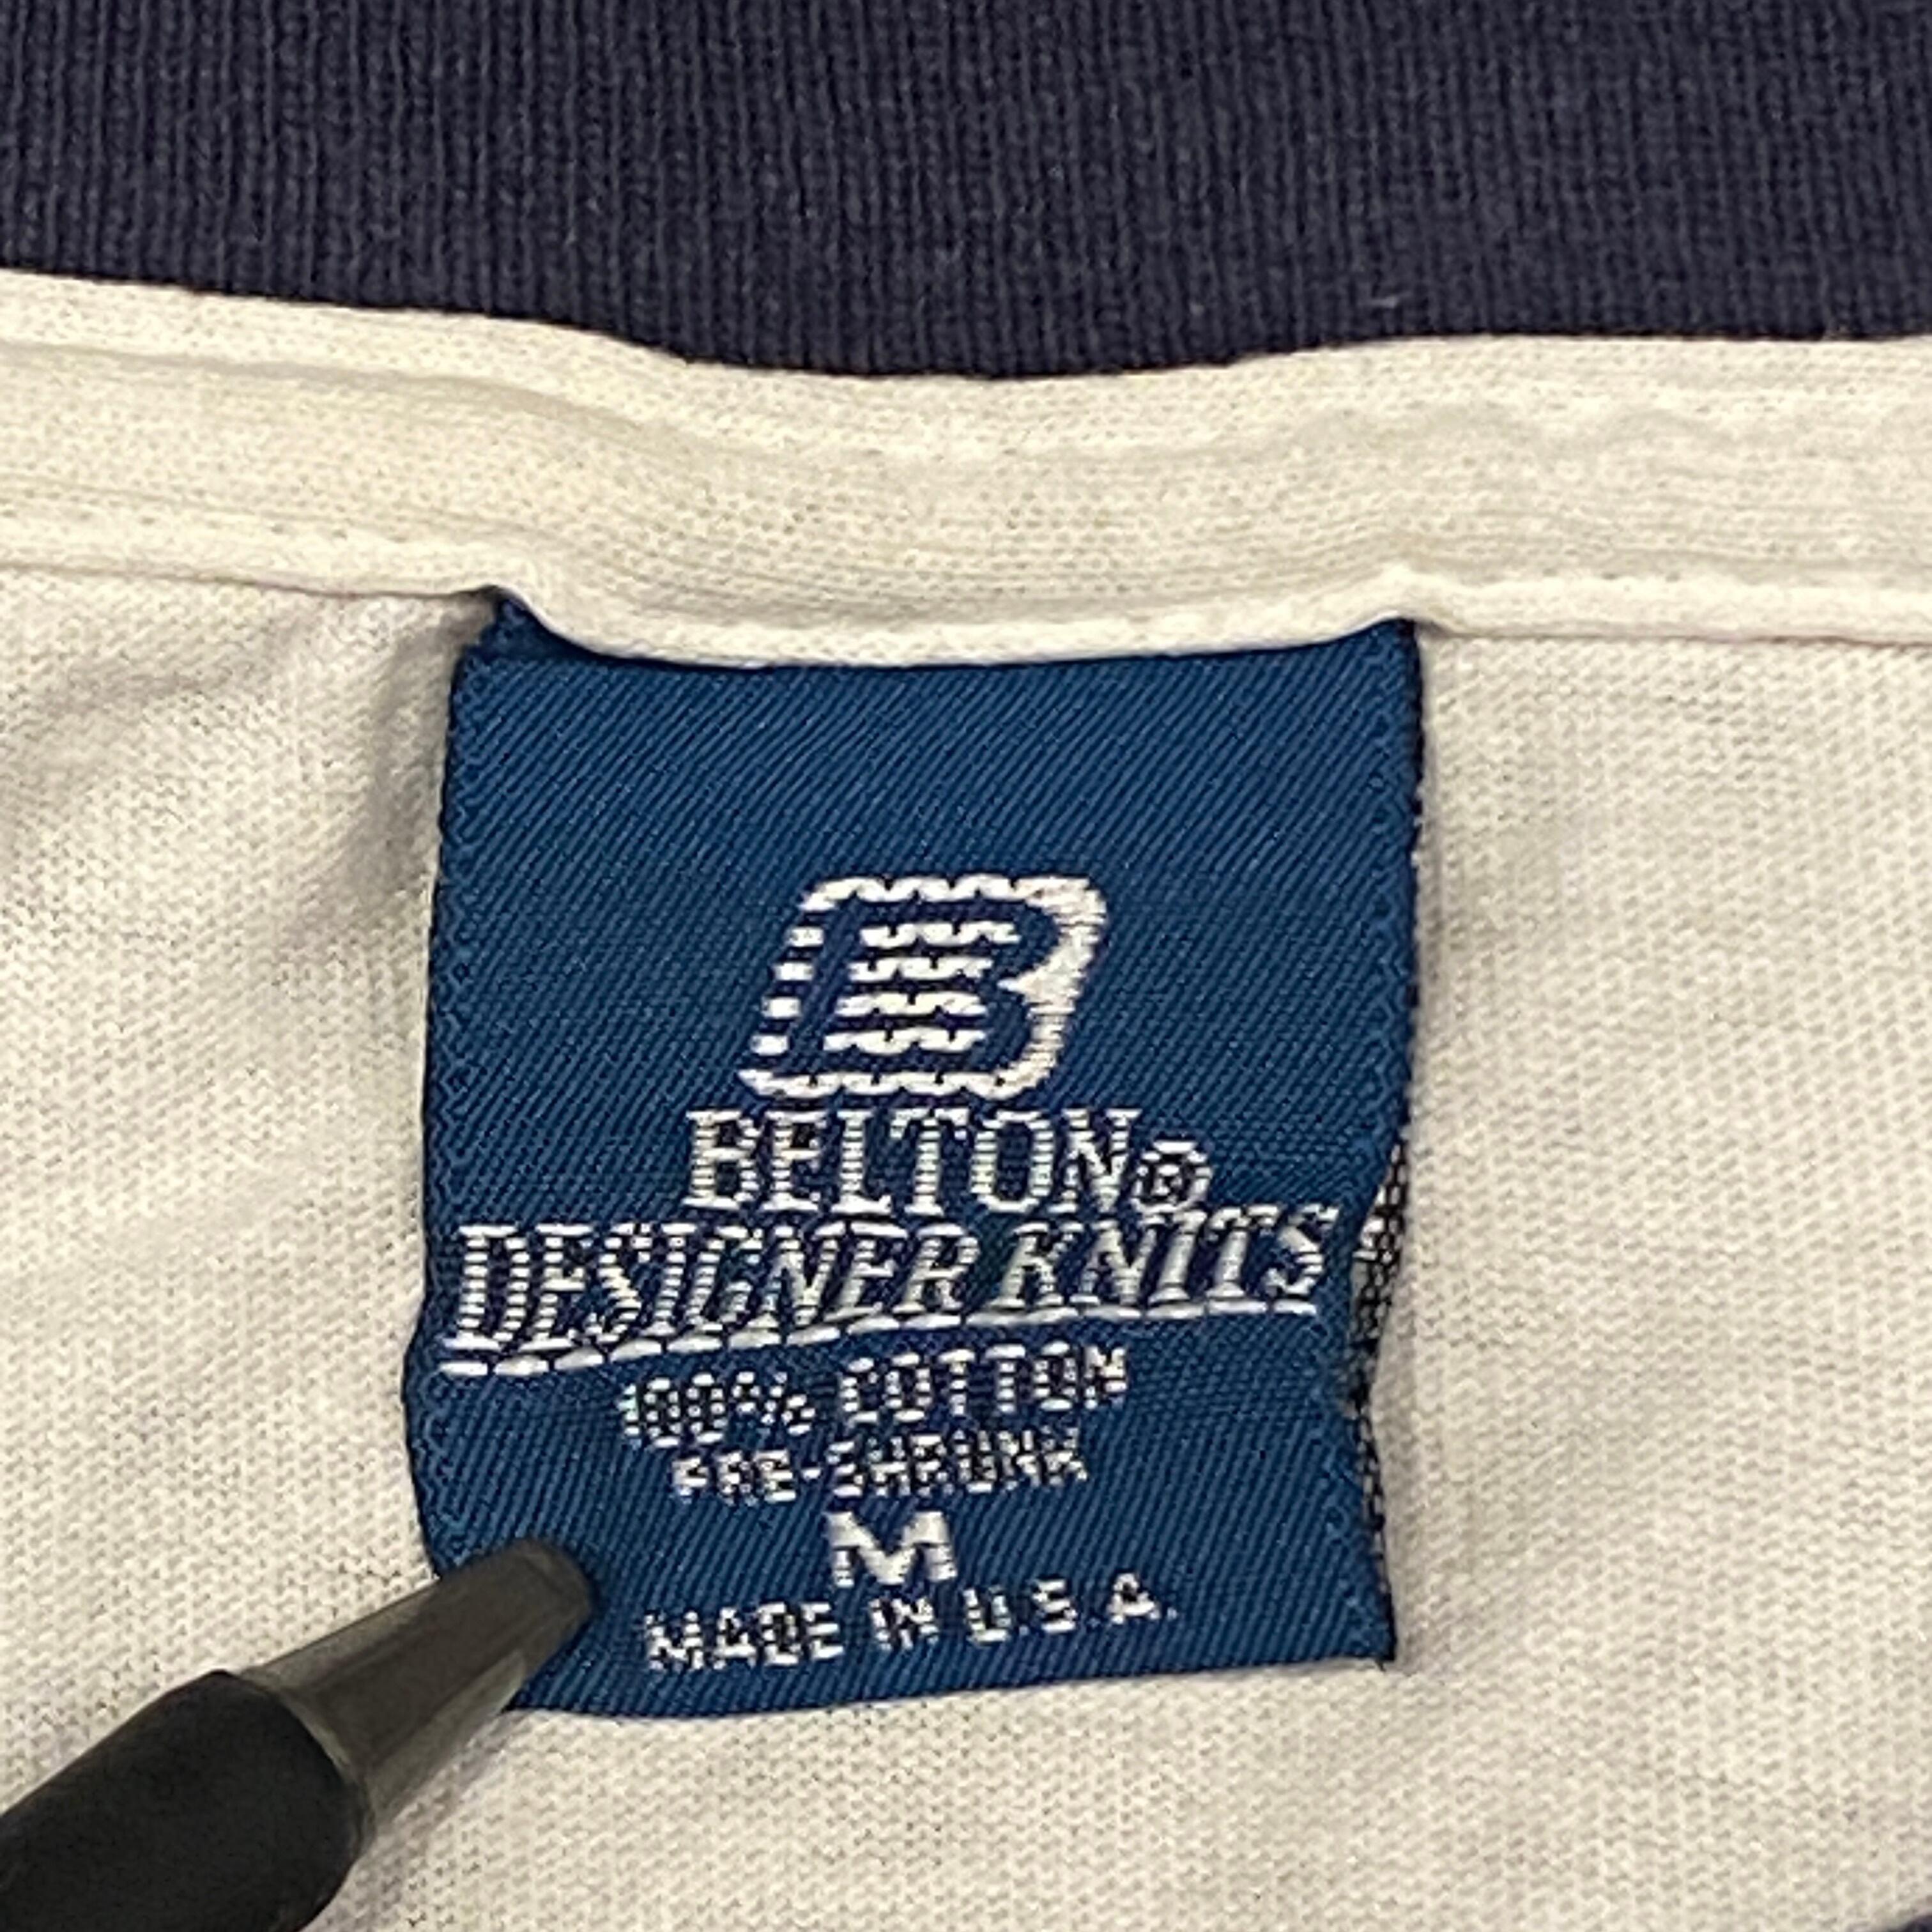 B
BELTON®
DESIGNER KNITS
100% COTTON
PRE-SHRUNK
M
MADE IN U.S.A.